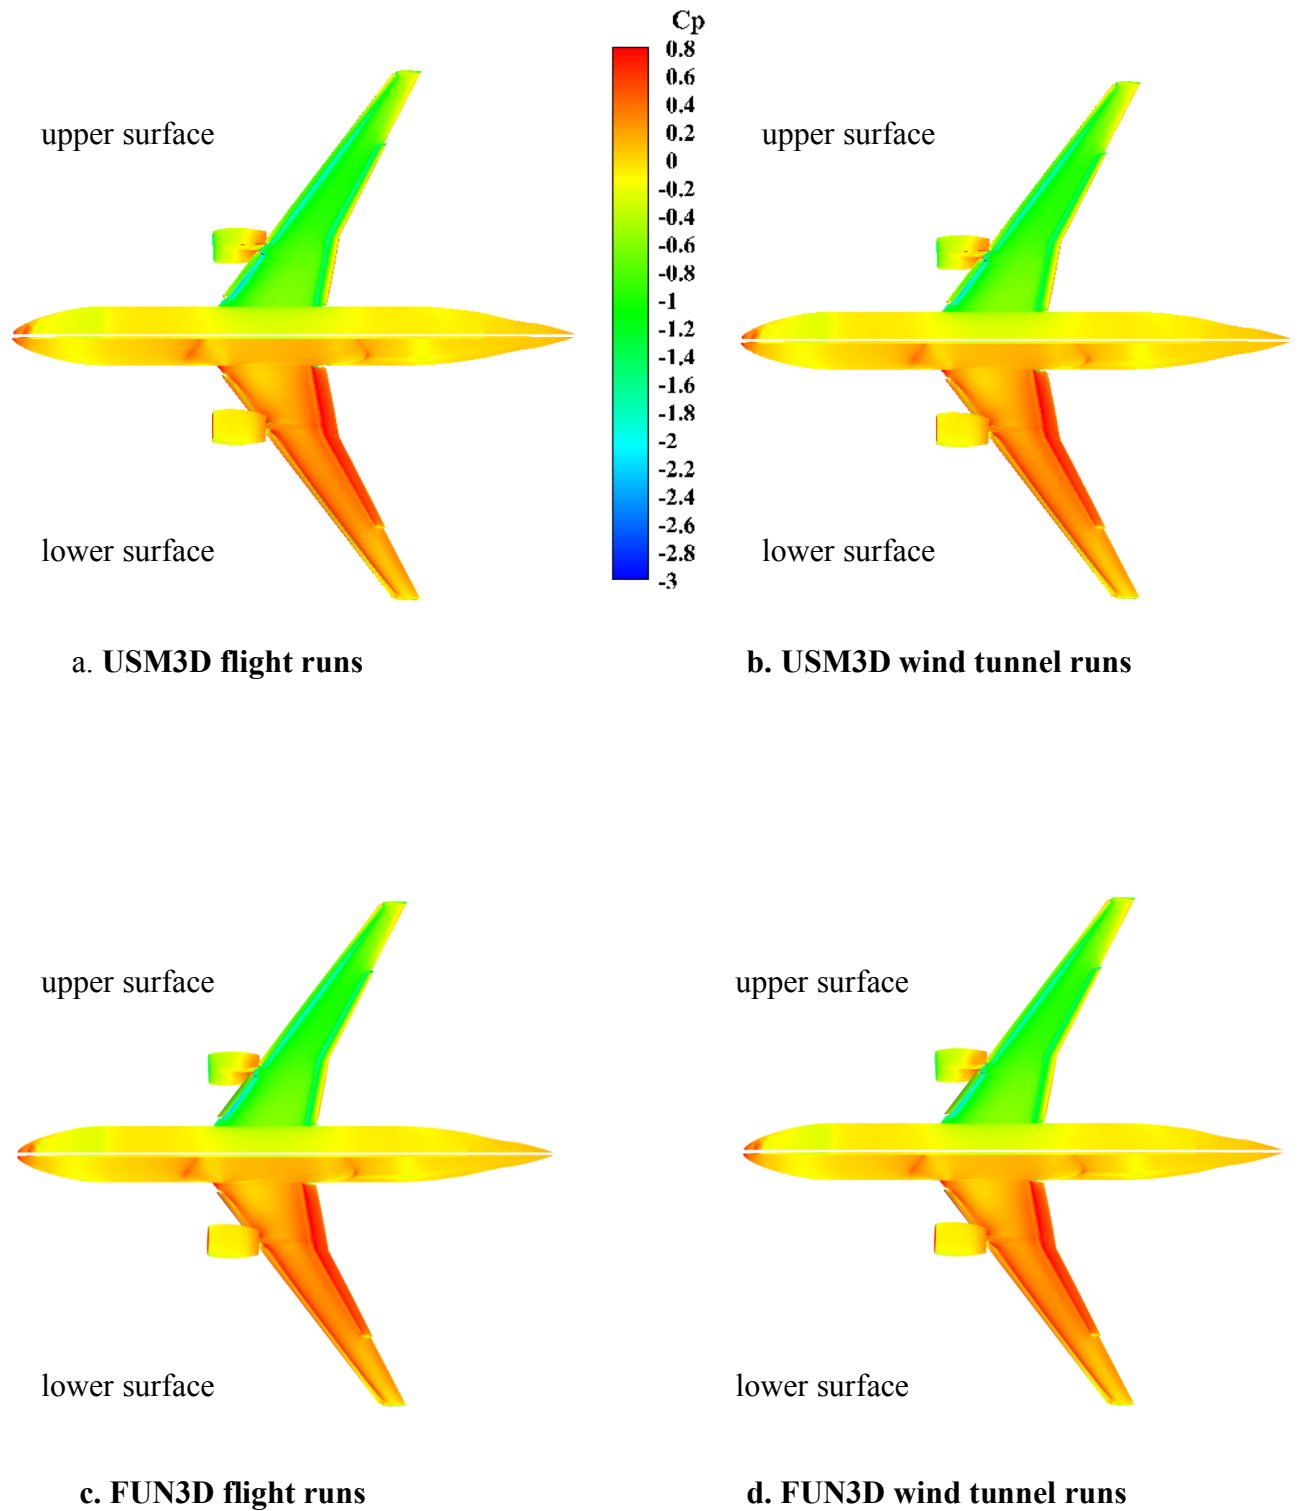 Cp
0.8
0.6
0.4
0.2
0
-0.2
-0.4
-0.6
-0.8
-1
-1.2
-1.4
-1.6
-1.8
-2
-2.2
-2.4
-2.6
-2.8
-3
upper surface
lower surface
a. USM3D flight runs
upper surface
lower surface
b. USM3D wind tunnel runs
upper surface
lower surface
c. FUN3D flight runs
upper surface
lower surface
d. FUN3D wind tunnel runs